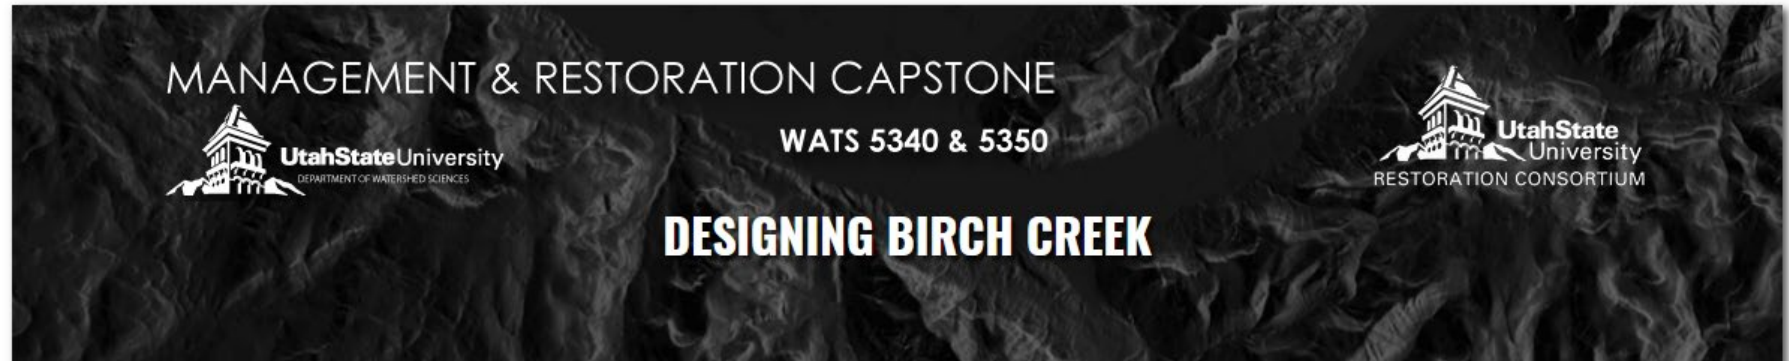 MANAGEMENT & RESTORATION CAPSTONE
WATS 5340 & 5350
UtahStateUniversity
DEPARTMENT OF WATERSHED SCIENCES
UtahState
University
RESTORATION CONSORTIUM
DESIGNING BIRCH CREEK